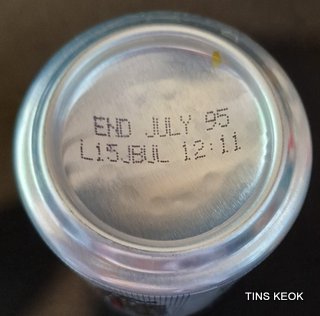 END JULY 95
L15JBUL 12:11
TINS KEOK